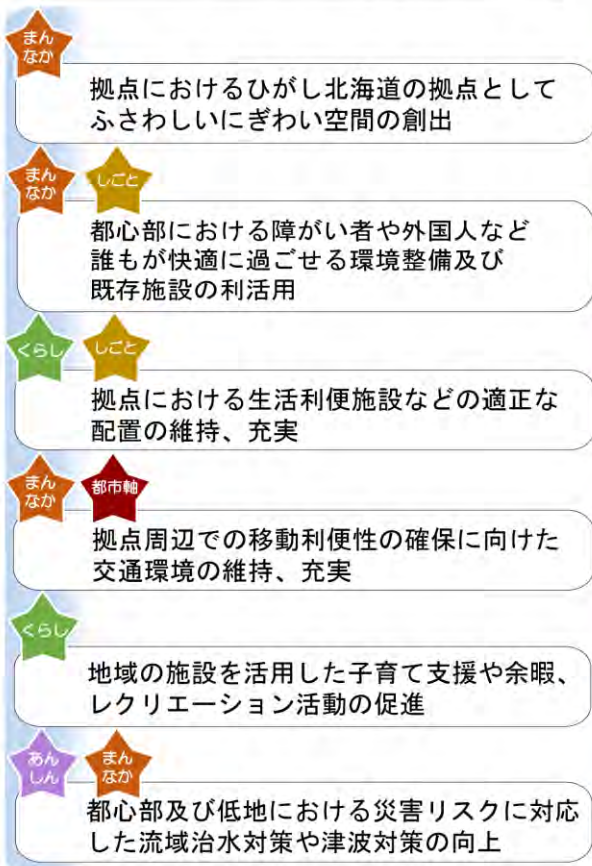 まん
なか
拠点におけるひがし北海道の拠点として
ふさわしいにぎわい空間の創出
まん
なか
しごと
都心部における障がい者や外国人など
誰もが快適に過ごせる環境整備及び
既存施設の利活用
くらし
しごと
拠点における生活利便施設などの適正な
配置の維持、充実
まん
なか
都市軸
拠点周辺での移動利便性の確保に向けた
交通環境の維持、充実
くらし
地域の施設を活用した子育て支援や余暇、
レクリエーション活動の促進
あん
しん
まん
なか
都心部及び低地における災害リスクに対応
した流域治水対策や津波対策の向上